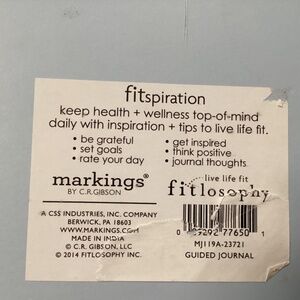 fitspiration
keep health + wellness top-of-mind
daily with inspiration + tips to live life fit.
• be grateful
• set goals
• rate your day
• get inspired
• think positive
• journal thoughts
markings®
BY C.R.GIBSON
live life fit
fitlosophy
A CSS INDUSTRIES, INC. COMPANY
BERWICK, PA 18603
WWW.MARKINGS.COM
MADE IN INDIA
© C.R. GIBSON, LLC
© 2014 FITLOSOPHY INC.
29292 77650 1
MJ119A-23721
GUIDED JOURNAL